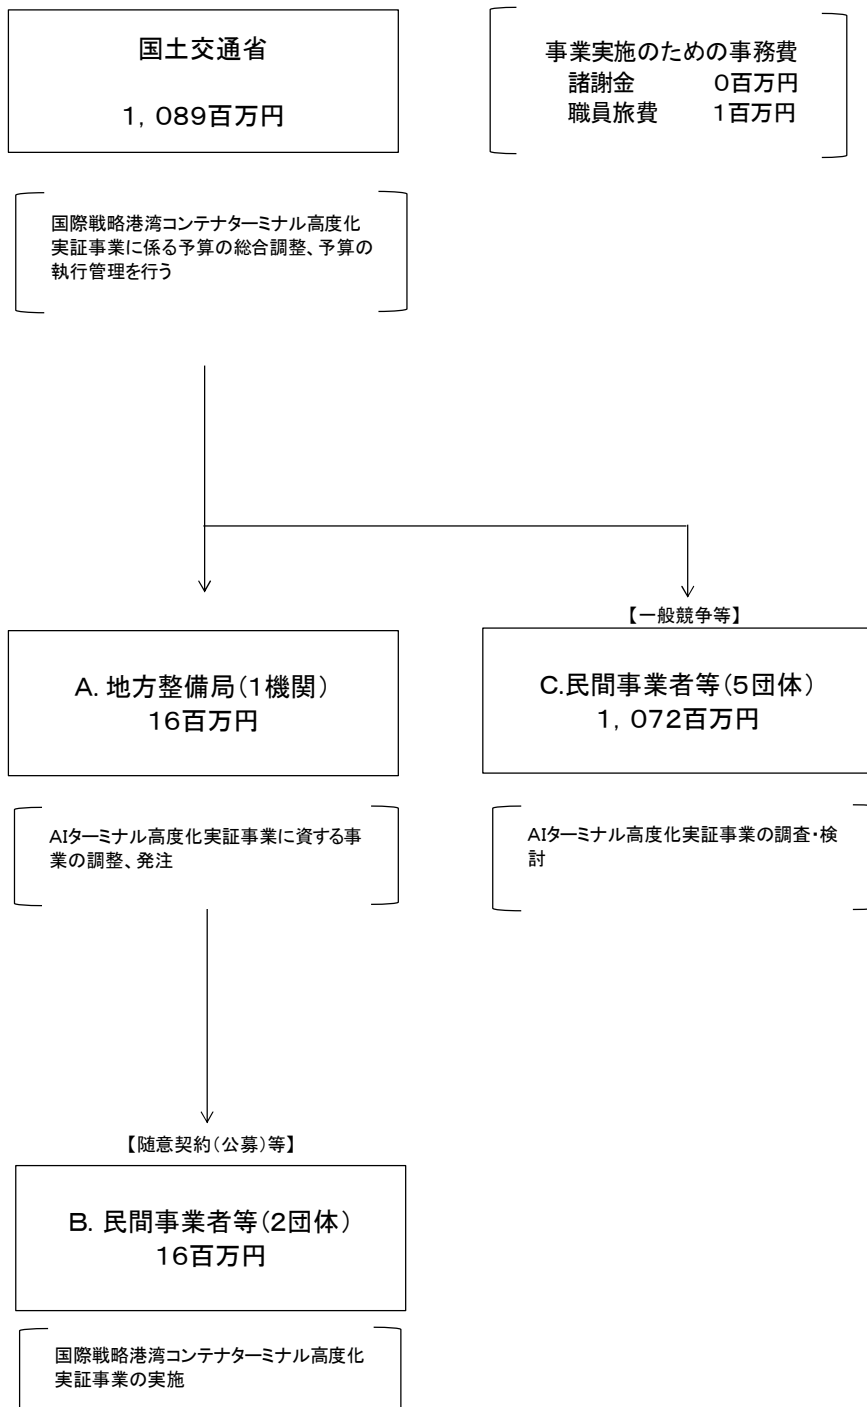 国土交通省
1，089百万円
事業実施のための事務費
諸謝金　　　0百万円
職員旅費　　1百万円
国際戦略港湾コンテナターミナル高度化
実証事業に係る予算の総合調整、予算の
執行管理を行う
A. 地方整備局（1機関）
16百万円
AIターミナル高度化実証事業に資する事
業の調整、発注
【一般競争等】
C.民間事業者等（5団体）
1，072百万円
AIターミナル高度化実証事業の調査・検
討
【随意契約（公募）等】
B. 民間事業者等（2団体）
16百万円
国際戦略港湾コンテナターミナル高度化
実証事業の実施